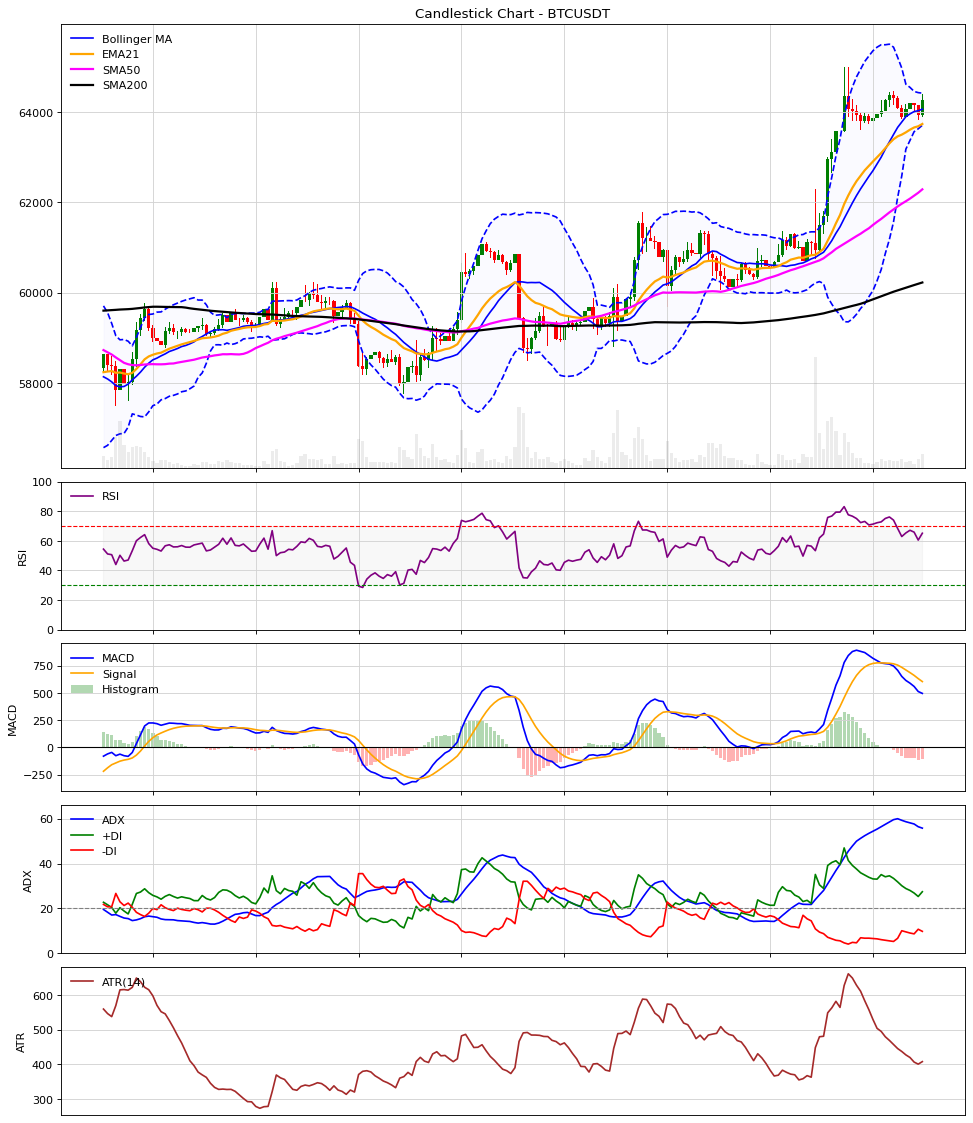 Candlestick Chart - BTCUSDT
Bollinger MA
EMA21
SMA50
SMA200
64000
62000
60000
58000
100
80
60
40
20
0
RSI
RSI
750
500
250
0
−250
MACD
MACD
Signal
Histogram
60
40
20
0
ADX
ADX
+DI
-DI
600
500
400
300
ATR
ATR(14)